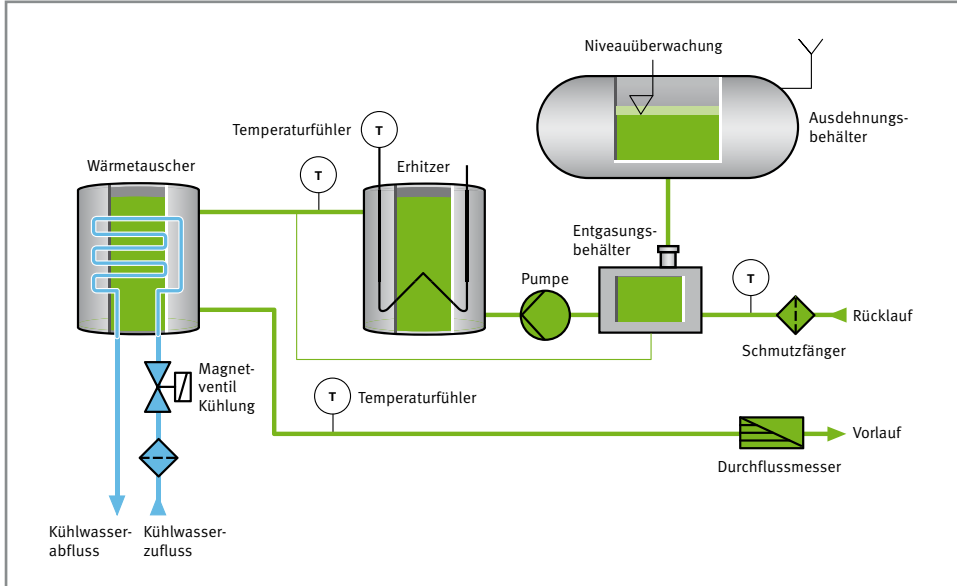 Niveauüberwachung
Ausdehnungs-
behälter
Temperaturfühler
T
T
Wärmetauscher
Erhitzer
Entgasungs-
behälter
Pumpe
T
Rücklauf
Schmutzfänger
Magnet-
ventil
Kühlung
T
Temperaturfühler
Vorlauf
Durchflussmesser
Kühlwasser-
abfluss
Kühlwasser-
zufluss